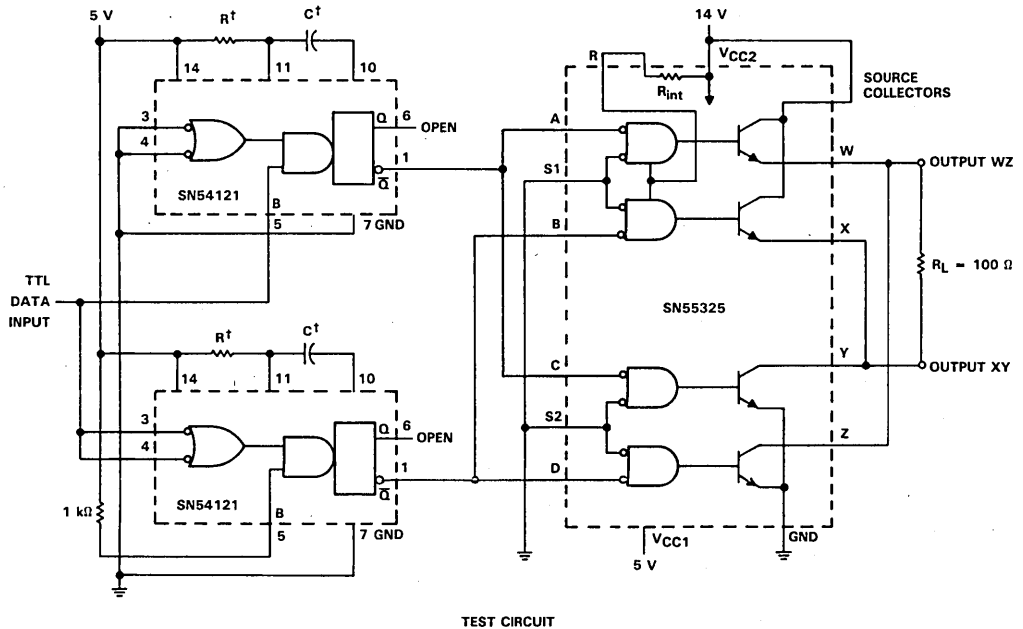 5 V
R†
C†
14
11
10
3
4
Q
6
OPEN
1
Q̅
SN54121
B
5
7 GND
TTL
DATA
INPUT
R†
C†
14
11
10
3
4
Q
6
OPEN
1
Q̅
SN54121
1 kΩ
B
5
7 GND
14 V
VCC2
R
Rint
SOURCE
COLLECTORS
A
S1
B
W
OUTPUT WZ
X
RL = 100 Ω
SN55325
C
S2
D
Y
OUTPUT XY
Z
VCC1
5 V
GND
TEST CIRCUIT